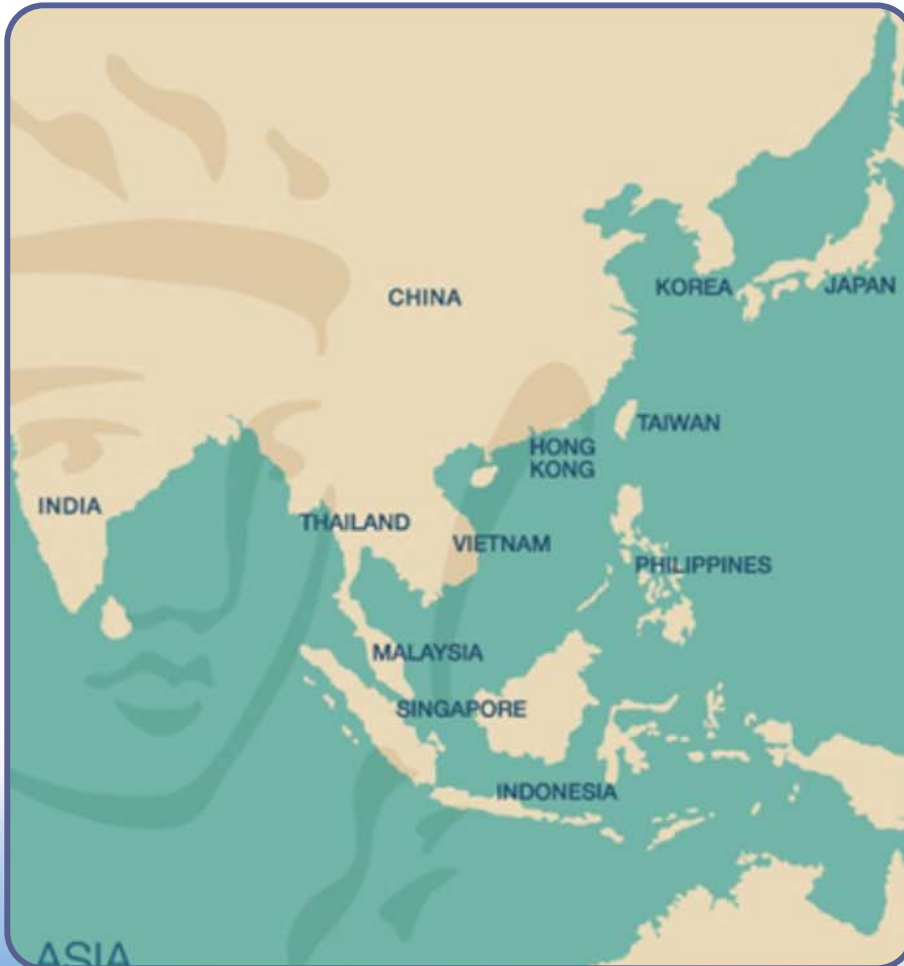 CHINA
KOREA
JAPAN
TAIWAN
HONG
KONG
INDIA
THAILAND
VIETNAM
PHILIPPINES
MALAYSIA
SINGAPORE
INDONESIA
ASIA